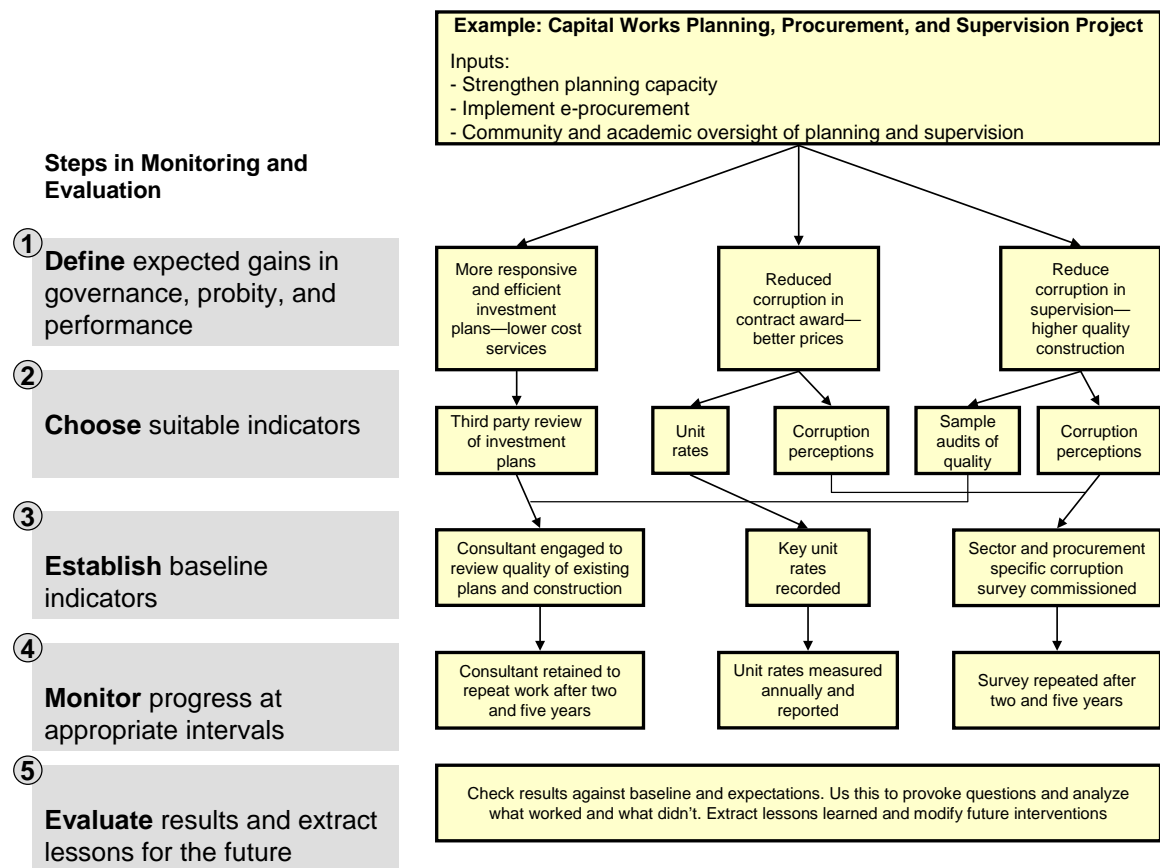 Example: Capital Works Planning, Procurement, and Supervision Project
Inputs:
- Strengthen planning capacity
- Implement e-procurement
- Community and academic oversight of planning and supervision
Steps in Monitoring and
Evaluation
1
Define expected gains in
governance, probity, and
performance
More responsive
and efficient
investment
plans—lower cost
services
Reduced
corruption in
contract award—
better prices
Reduce
corruption in
supervision—
higher quality
construction
2
Choose suitable indicators
Third party review
of investment
plans
Unit
rates
Corruption
perceptions
Sample
audits of
quality
Corruption
perceptions
3
Establish baseline
indicators
Consultant engaged to
review quality of existing
plans and construction
Key unit
rates
recorded
Sector and procurement
specific corruption
survey commissioned
4
Monitor progress at
appropriate intervals
Consultant retained to
repeat work after two
and five years
Unit rates measured
annually and
reported
Survey repeated after
two and five years
5
Evaluate results and extract
lessons for the future
Check results against baseline and expectations. Us this to provoke questions and analyze
what worked and what didn't. Extract lessons learned and modify future interventions